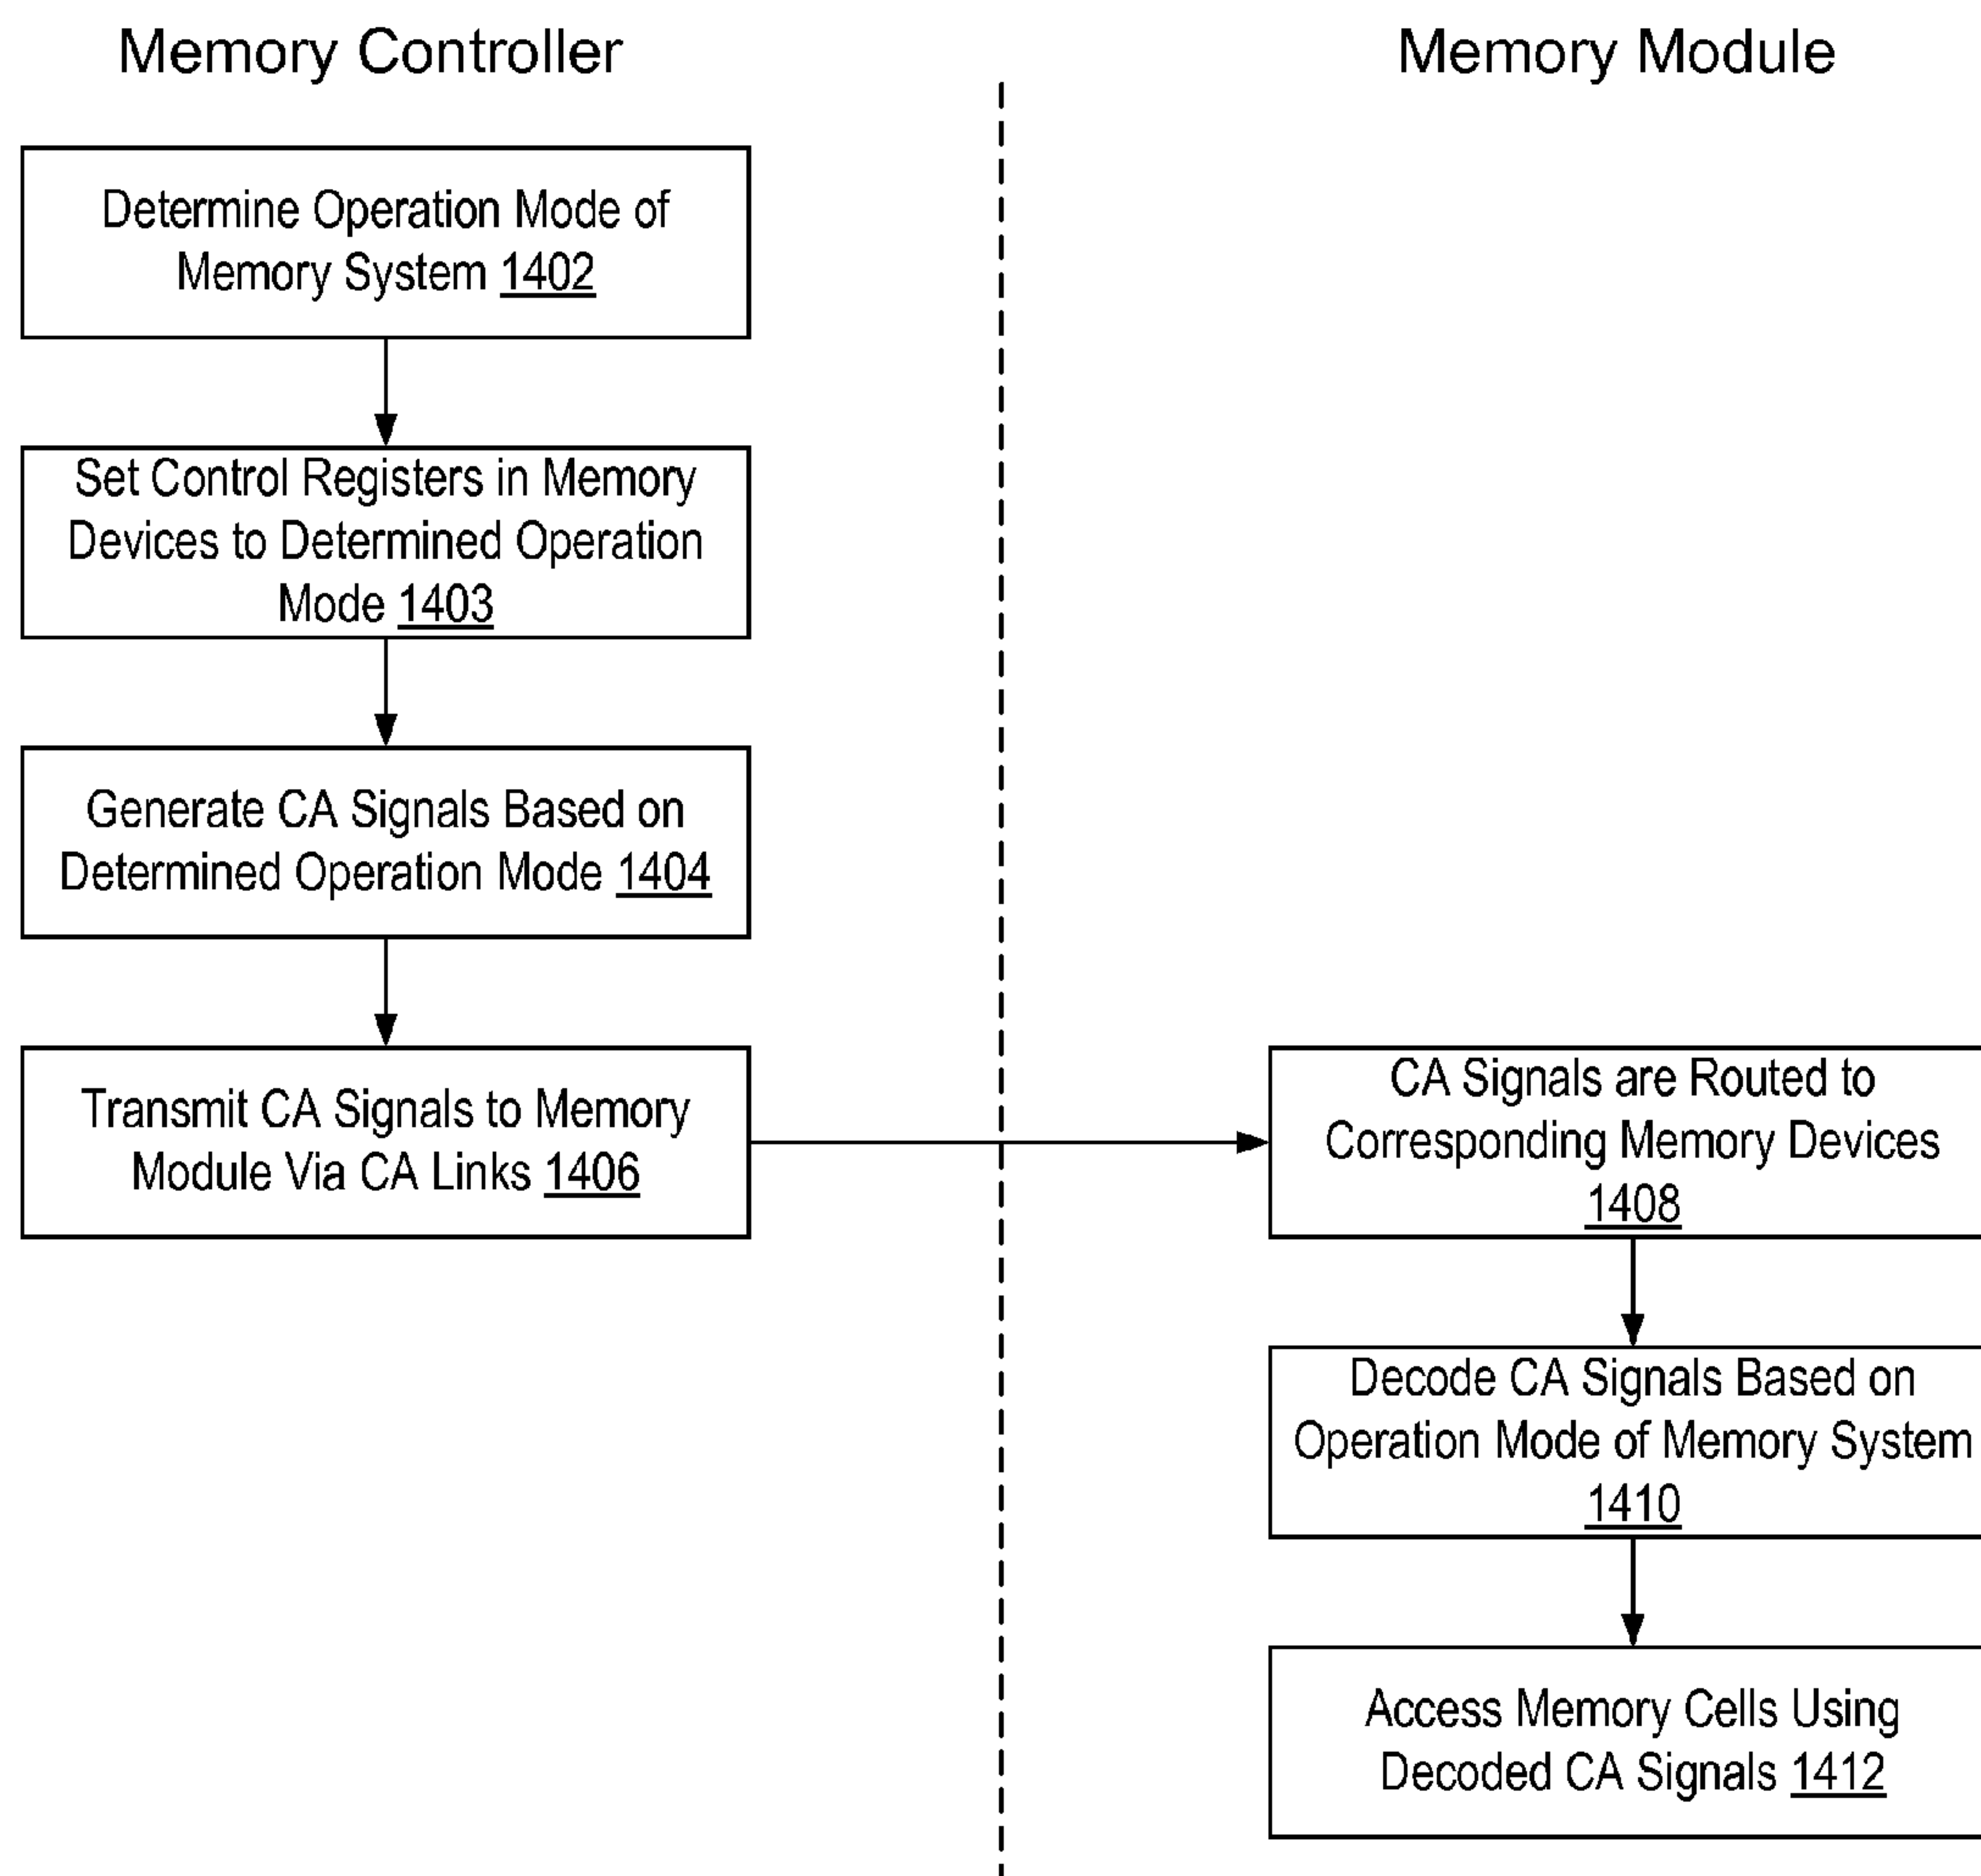 Memory Controller
Memory Module
Determine Operation Mode of
Memory System 1402
Set Control Registers in Memory
Devices to Determined Operation
Mode 1403
Generate CA Signals Based on
Determined Operation Mode 1404
Transmit CA Signals to Memory
Module Via CA Links 1406
CA Signals are Routed to
Corresponding Memory Devices
1408
Decode CA Signals Based on
Operation Mode of Memory System
1410
Access Memory Cells Using
Decoded CA Signals 1412